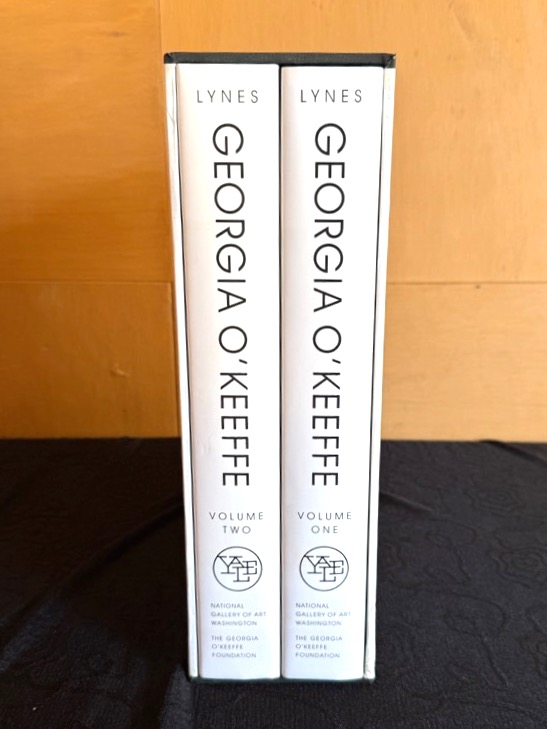 LYNES
GEORGIA O'KEEFFE
VOLUME
TWO
YALE
NATIONAL
GALLERY OF ART
WASHINGTON
THE GEORGIA
O'KEEFFE
FOUNDATION
LYNES
GEORGIA O'KEEFFE
VOLUME
ONE
YALE
NATIONAL
GALLERY OF ART
WASHINGTON
THE GEORGIA
O'KEEFFE
FOUNDATION